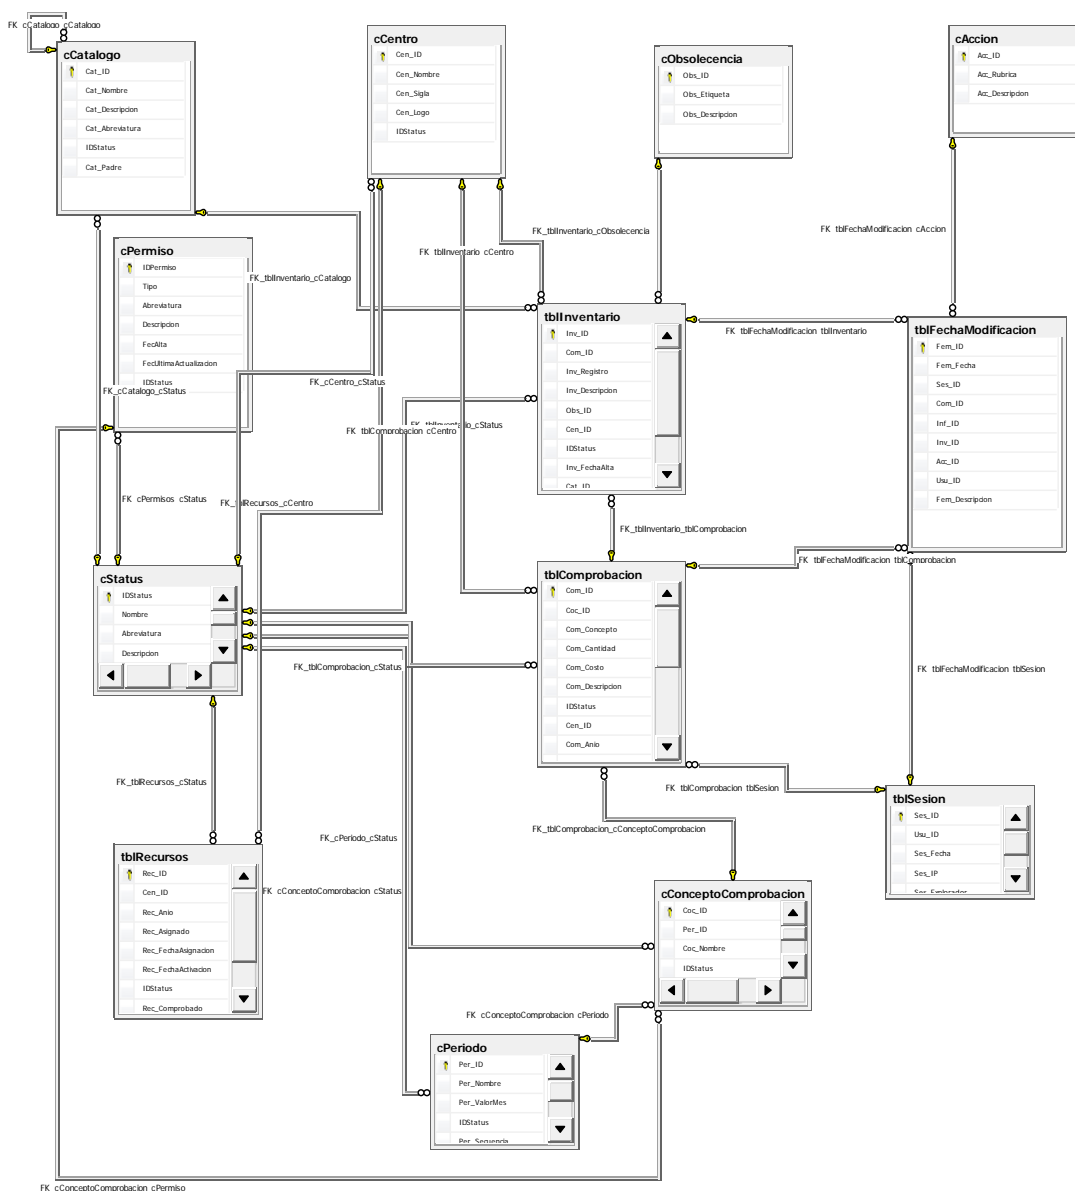 FK_cCatalogo_cCatalogo
cCatalogo
Cat_ID
Cat_Nombre
Cat_Descripcion
Cat_Abreviatura
IDStatus
Cat_Padre
cCentro
Cen_ID
Cen_Nombre
Cen_Sigla
Cen_Logo
IDStatus
cObsolecencia
Obs_ID
Obs_Etiqueta
Obs_Descripcion
cAccion
Acc_ID
Acc_Rubrica
Acc_Descripcion
FK_tblInventario_cObsolecencia
FK_tblFechaModificacion_cAccion
FK_tblInventario_cCentro
FK_tblInventario_cCatalogo
cPermiso
IDPermiso
Tipo
Abreviatura
Descripcion
FecAlta
FecUltimaActualizacion
IDStatus
FK_cCatalogo_cStatus
FK_cCentro_cStatus
tblInventario
Inv_ID
Com_ID
Inv_Registro
Inv_Descripcion
Obs_ID
Cen_ID
IDStatus
Inv_FechaAlta
Cat_ID
FK_tblFechaModificacion_tblInventario
tblFechaModificacion
Fem_ID
Fem_Fecha
Ses_ID
Com_ID
Inf_ID
Inv_ID
Acc_ID
Usu_ID
Fem_Descripcion
FK_tblInventario_cStatus
FK_tblComprobacion_cCentro
FK_cPermisos_cStatus
FK_tblRecursos_cCentro
FK_tblInventario_tblComprobacion
FK_tblFechaModificacion_tblComprobacion
cStatus
IDStatus
Nombre
Abreviatura
Descripcion
tblComprobacion
Com_ID
Coc_ID
Com_Concepto
Com_Cantidad
Com_Costo
Com_Descripcion
IDStatus
Cen_ID
Com_Anio
FK_tblComprobacion_cStatus
FK_tblFechaModificacion_tblSesion
FK_tblRecursos_cStatus
FK_tblComprobacion_tblSesion
tblSesion
Ses_ID
Usu_ID
Ses_Fecha
Ses_IP
Ses_Explorador
FK_tblComprobacion_cConceptoComprobacion
FK_cPeriodo_cStatus
tblRecursos
Rec_ID
Cen_ID
Rec_Anio
Rec_Asignado
Rec_FechaAsignacion
Rec_FechaActivacion
IDStatus
Rec_Comprobado
FK_cConceptoComprobacion_cStatus
cConceptoComprobacion
Coc_ID
Per_ID
Coc_Nombre
IDStatus
FK_cConceptoComprobacion_cPeriodo
cPeriodo
Per_ID
Per_Nombre
Per_ValorMes
IDStatus
Per_Secuencia
FK_cConceptoComprobacion_cPermiso